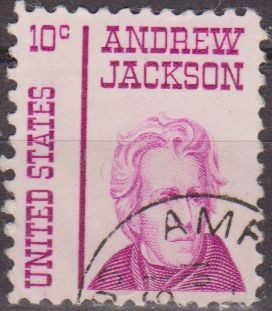 10c
ANDREW
JACKSON
UNITED STATES